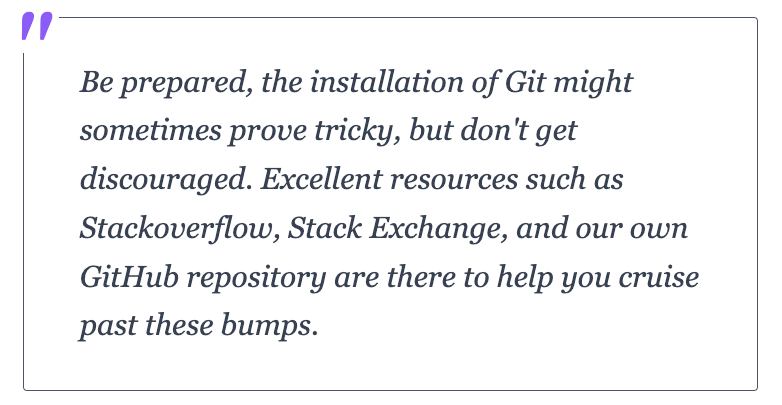 Be prepared, the installation of Git might
sometimes prove tricky, but don't get
discouraged. Excellent resources such as
Stackoverflow, Stack Exchange, and our own
GitHub repository are there to help you cruise
past these bumps.